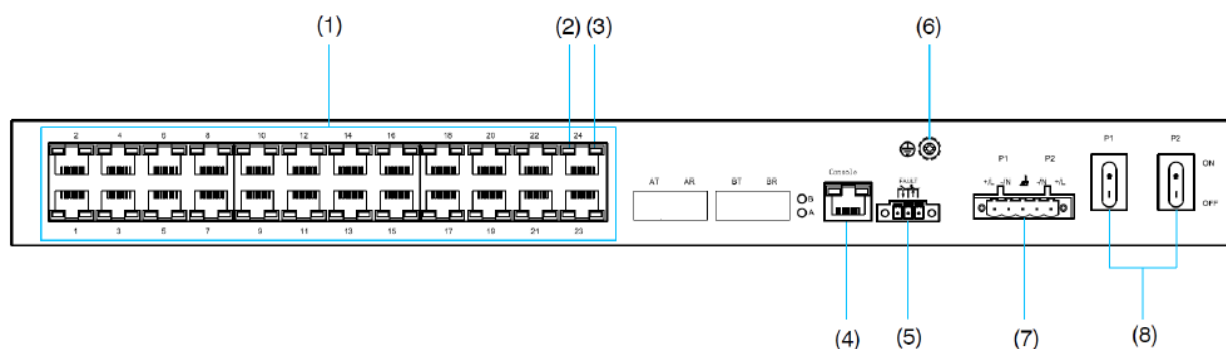 (1) (2) (3) (6)
2 4 6 8 10 12 14 16 18 20 22 24
P1 P2
P1 P2
ON
Console
FAULT
AT AR BT BR
B
A
+/L -/N -/N +/L
OFF
1 3 5 7 9 11 13 15 17 19 21 23
(4) (5) (7) (8)